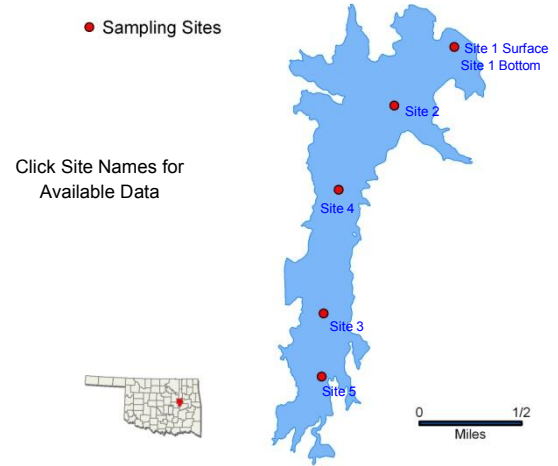 Sampling Sites
Site 1 Surface
Site 1 Bottom
Site 2
Click Site Names for
Available Data
Site 4
Site 3
Site 5
0 1/2
Miles